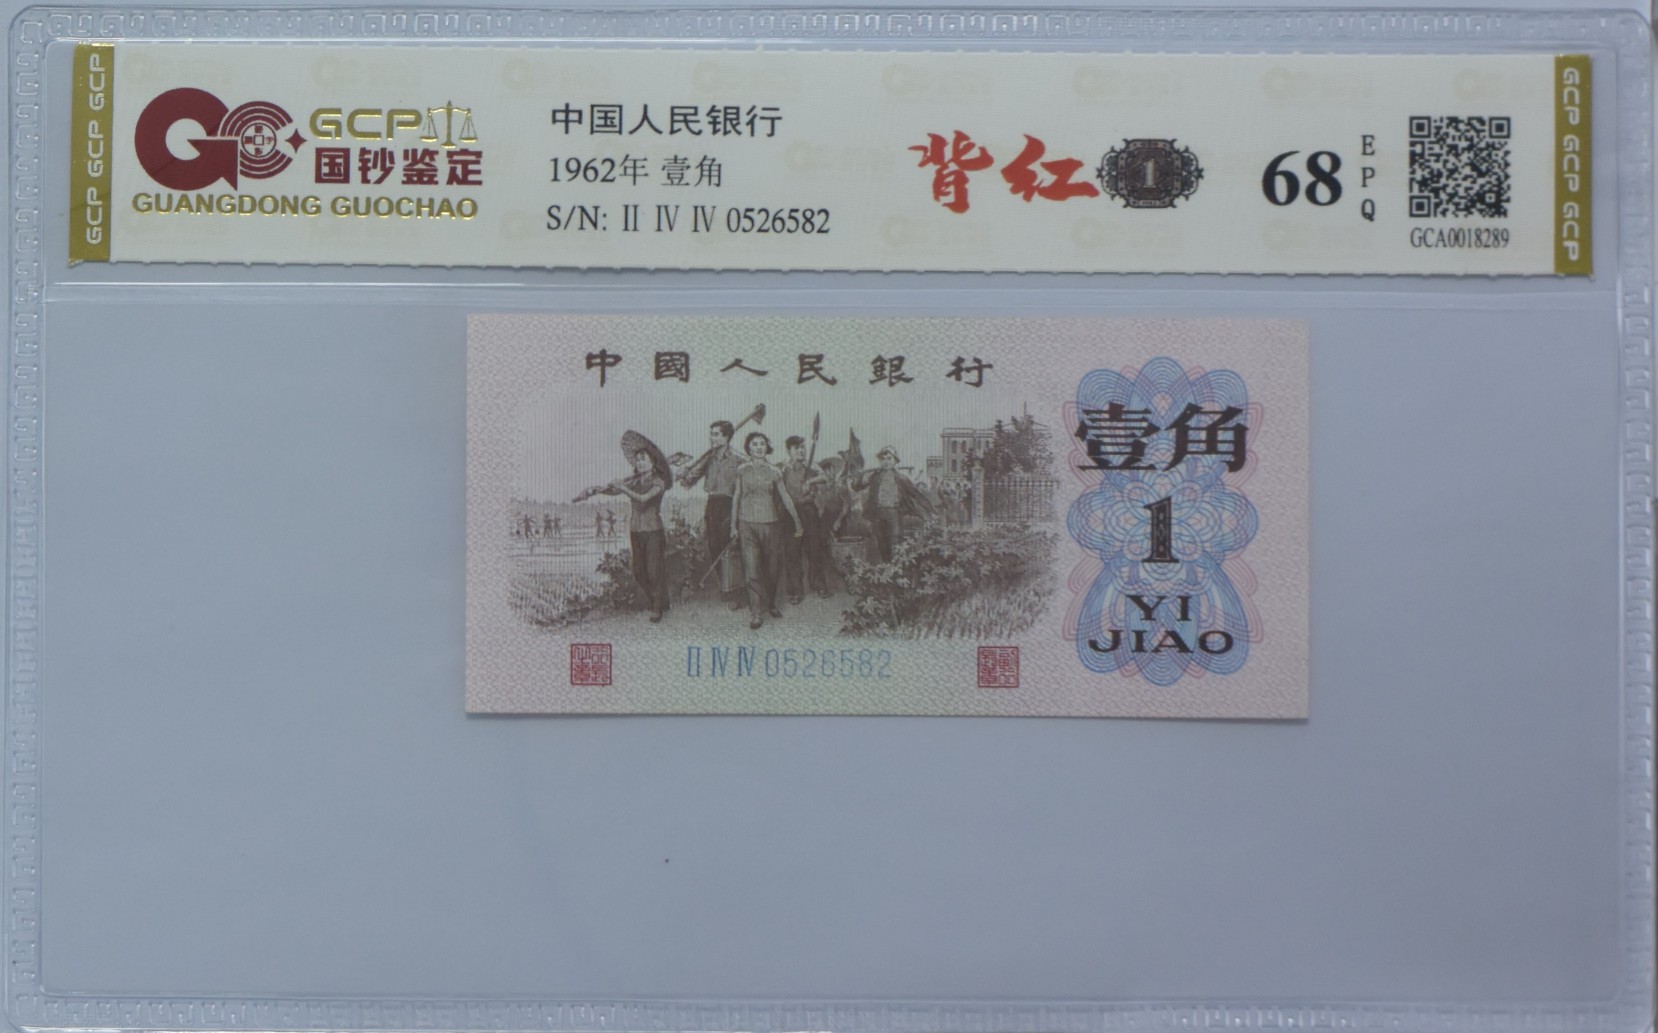 GCP GCP GCP
GCP
国钞鉴定
GUANGDONG GUOCHAO
中国人民银行
1962年 壹角
S/N: Ⅱ Ⅳ Ⅳ 0526582
背红
1
68
EPQ
GCA0018289
GCP GCP GCP
中國人民銀行
壹角
1
YI
JIAO
Ⅱ Ⅳ Ⅳ 0526582